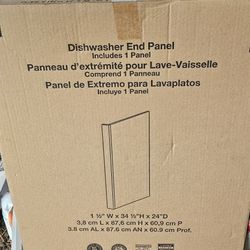 Dishwasher End Panel
Includes 1 Panel
Panneau d'extrémité pour Lave-Vaisselle
Comprend 1 Panneau
Panel de Extremo para Lavaplatos
Incluye 1 Panel
1 ½" W x 34 ½"H x 24"D
3,8 cm L x 87,6 cm H x 60,9 cm P
3.8 cm AL x 87.6 cm AN x 60.9 cm Prof.